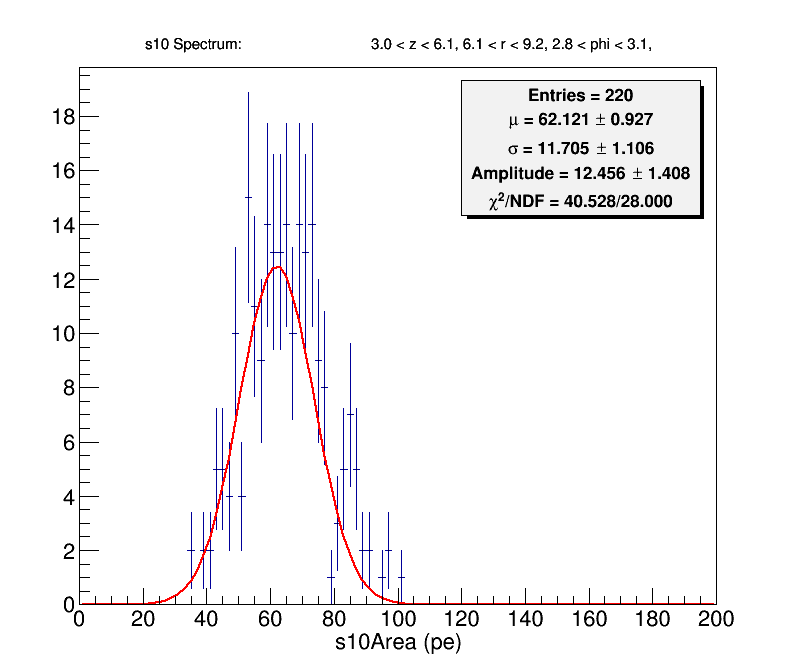 s10 Spectrum: 3.0 < z < 6.1, 6.1 < r < 9.2, 2.8 < phi < 3.1,
Entries = 220
μ = 62.121 ± 0.927
σ = 11.705 ± 1.106
Amplitude = 12.456 ± 1.408
χ²/NDF = 40.528/28.000
18
16
14
12
10
8
6
4
2
0
0 20 40 60 80 100 120 140 160 180 200
s10Area (pe)